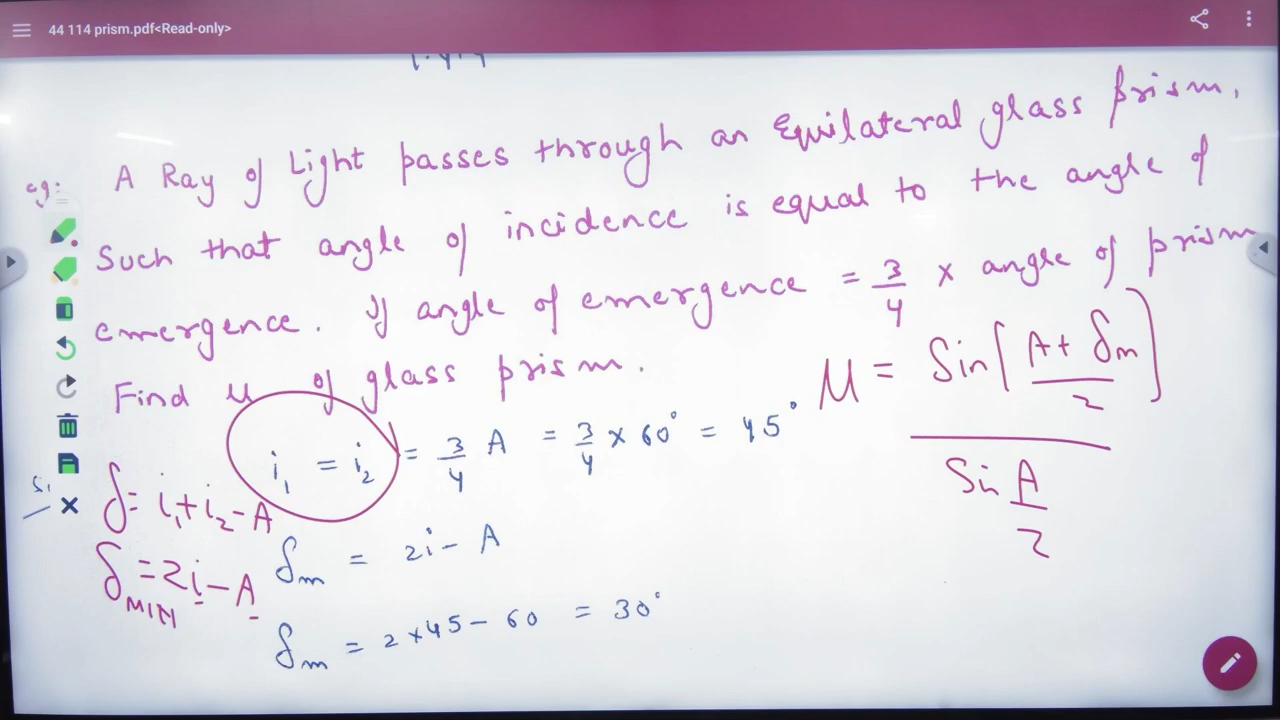 44 114 prism.pdf<Read-only>
eg: A Ray of Light passes through an Equilateral glass prism,
Such that angle of incidence is equal to the angle of
emergence. If angle of emergence = 3/4 × angle of prism
Find μ of glass prism.
i₁ = i₂ = 3/4 A = 3/4 × 60° = 45°
μ = Sin[(A + δm)/2] / Sin A/2
δ = i₁ + i₂ - A
δm = 2i - A
δMIN = 2i - A
δm = 2×45 - 60 = 30°